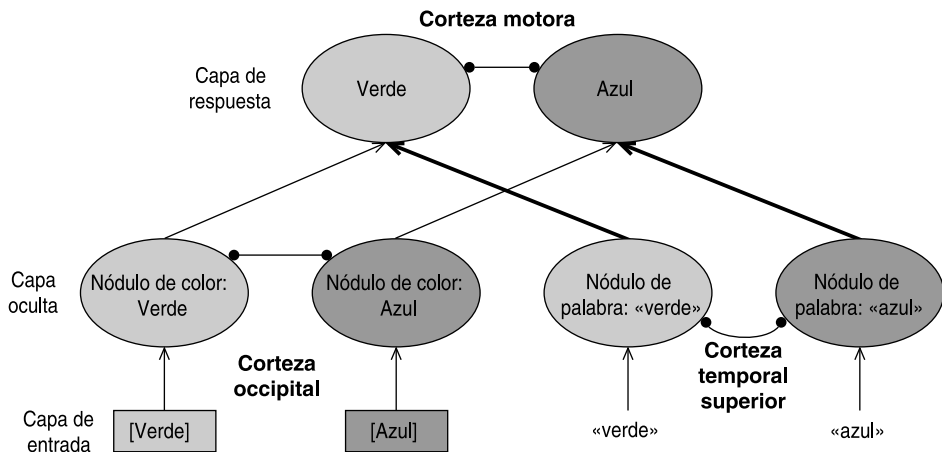 Corteza motora
Capa de
respuesta
Verde
Azul
Capa
oculta
Nódulo de color:
Verde
Nódulo de color:
Azul
Nódulo de
palabra: «verde»
Nódulo de
palabra: «azul»
Corteza
occipital
Corteza
temporal
superior
Capa de
entrada
[Verde]
[Azul]
«verde»
«azul»